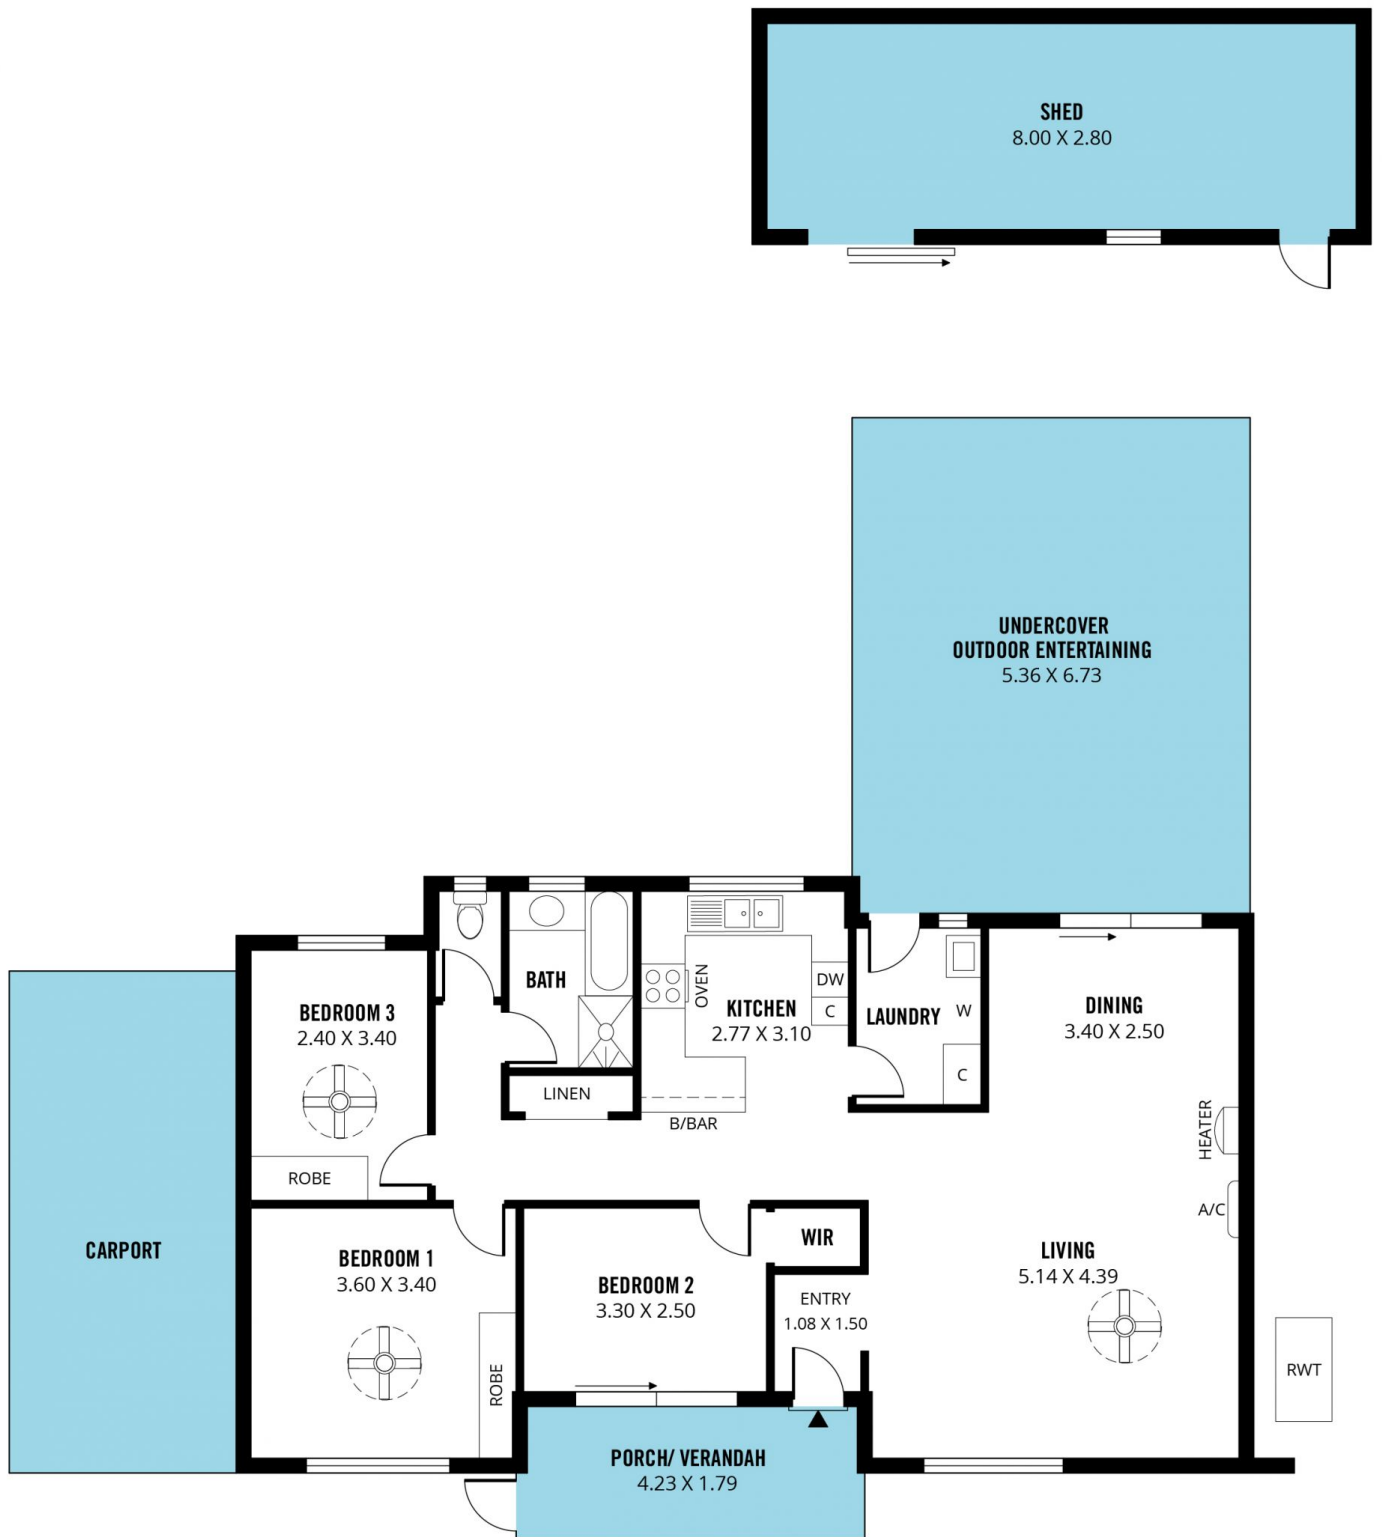 SHED
8.00 X 2.80
UNDERCOVER
OUTDOOR ENTERTAINING
5.36 X 6.73
BATH
OVEN
KITCHEN
2.77 X 3.10
DW
C
LAUNDRY
W
C
DINING
3.40 X 2.50
BEDROOM 3
2.40 X 3.40
ROBE
LINEN
B/BAR
HEATER
A/C
CARPORT
BEDROOM 1
3.60 X 3.40
ROBE
BEDROOM 2
3.30 X 2.50
WIR
ENTRY
1.08 X 1.50
LIVING
5.14 X 4.39
RWT
PORCH/ VERANDAH
4.23 X 1.79